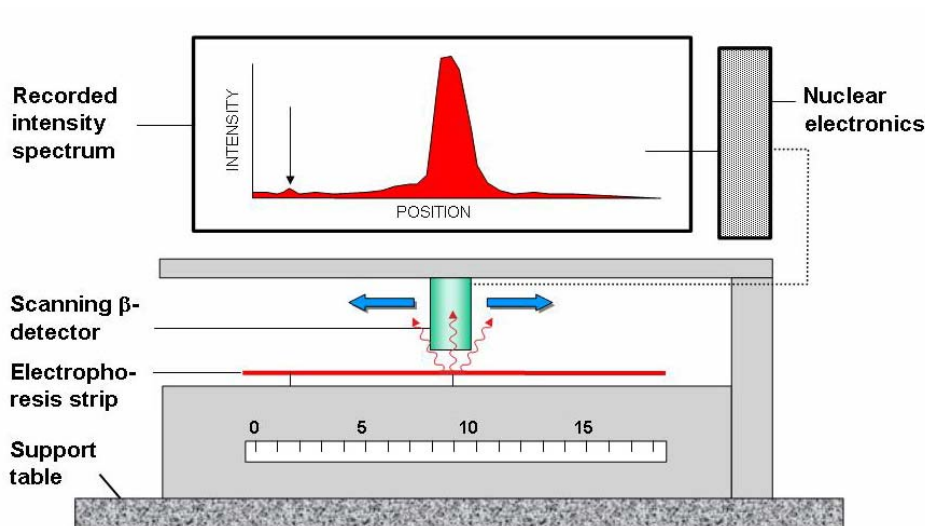 Recorded
intensity
spectrum
INTENSITY
POSITION
Nuclear
electronics
Scanning β-
detector
Electropho-
resis strip
0 5 10 15
Support
table